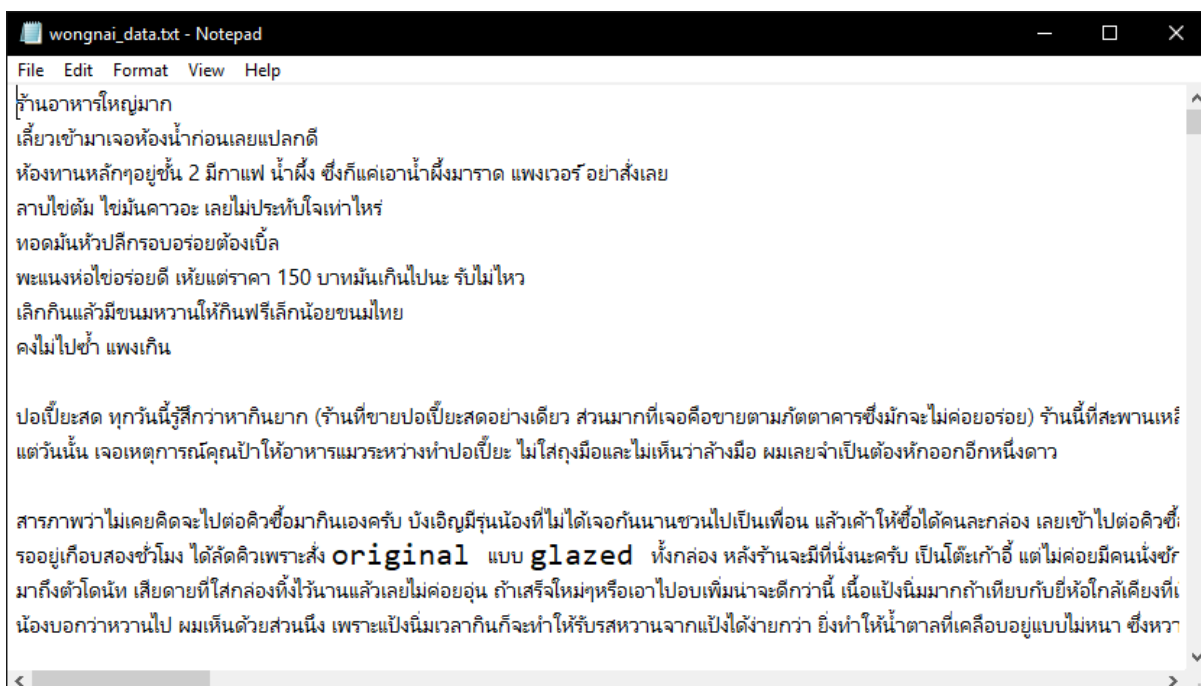 wongnai_data.txt - Notepad
File Edit Format View Help
ร้านอาหารใหญ่มาก
เลี้ยวเข้ามาเจอห้องน้ำก่อนเลยแปลกดี
ห้องทานหลักๆอยู่ชั้น 2 มีกาแฟ น้ำผึ้ง ซึ่งก็แค่เอาน้ำผึ้งมาราด แพงเวอร์ อย่าสั่งเลย
ลาบไข่ต้ม ไข่มันคาวอะ เลยไม่ประทับใจเท่าไหร่
ทอดมันหัวปลีกรอบอร่อยต้องเบิ้ล
พะแนงห่อไข่อร่อยดี เห้ยแต่ราคา 150 บาทมันเกินไปนะ รับไม่ไหว
เลิกกินแล้วมีขนมหวานให้กินฟรีเล็กน้อยขนมไทย
คงไม่ไปซ้ำ แพงเกิน
ปอเปี๊ยะสด ทุกวันนี้รู้สึกว่าหากินยาก (ร้านที่ขายปอเปี๊ยะสดอย่างเดียว ส่วนมากที่เจอคือขายตามภัตตาคารซึ่งมักจะไม่ค่อยอร่อย) ร้านนี้ที่สะพานเหลื
แต่วันนั้น เจอเหตุการณ์คุณป้าให้อาหารแมวระหว่างทำปอเปี๊ยะ ไม่ใส่ถุงมือและไม่เห็นว่าล้างมือ ผมเลยจำเป็นต้องหักออกอีกหนึ่งดาว
สารภาพว่าไม่เคยคิดจะไปต่อคิวซื้อมากินเองครับ บังเอิญมีรุ่นน้องที่ไม่ได้เจอกันนานชวนไปเป็นเพื่อน แล้วเค้าให้ซื้อได้คนละกล่อง เลยเข้าไปต่อคิวซื้
รออยู่เกือบสองชั่วโมง ได้ลัดคิวเพราะสั่ง original แบบ glazed ทั้งกล่อง หลังร้านจะมีที่นั่งนะครับ เป็นโต๊ะเก้าอี้ แต่ไม่ค่อยมีคนนั่งซัก
มาถึงตัวโดนัท เสียดายที่ใส่กล่องทิ้งไว้นานแล้วเลยไม่ค่อยอุ่น ถ้าเสร็จใหม่ๆหรือเอาไปอบเพิ่มน่าจะดีกว่านี้ เนื้อแป้งนิ่มมากถ้าเทียบกับยี่ห้อใกล้เคียงที่
น้องบอกว่าหวานไป ผมเห็นด้วยส่วนนึง เพราะแป้งนิ่มเวลากินก็จะทำให้รับรสหวานจากแป้งได้ง่ายกว่า ยิ่งทำให้น้ำตาลที่เคลือบอยู่แบบไม่หนา ซึ่งหวา